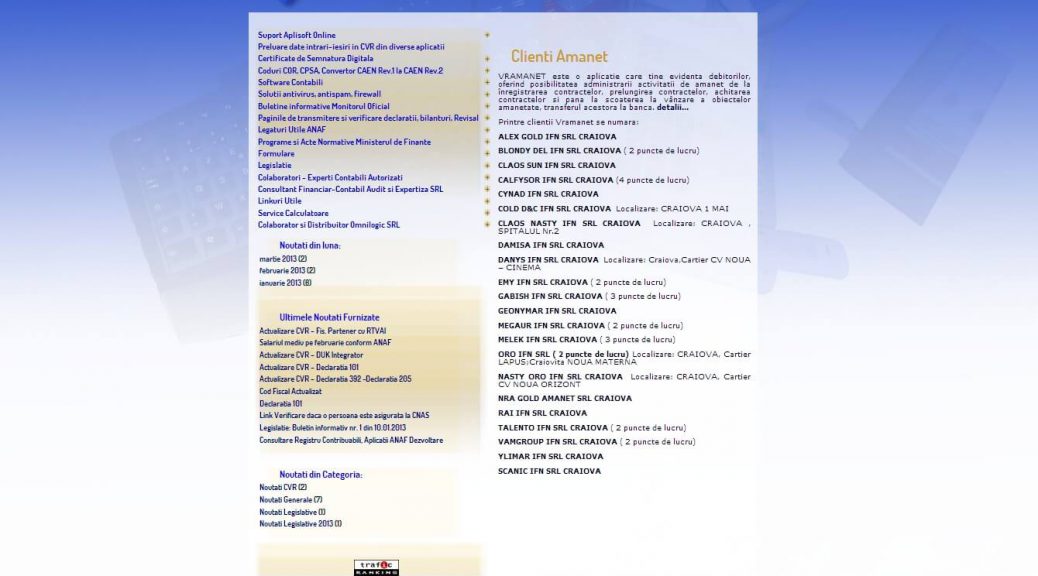 Suport Aplisoft Online
Preluare date intrari-iesiri in CVR din diverse aplicatii
Certificate de Semnatura Digitala
Coduri COR, CPSA, Convertor CAEN Rev.1 la CAEN Rev.2
Software Contabili
Solutii antivirus, antispam, firewall
Buletine informative Monitorul Oficial
Paginile de transmitere si verificare declaratii, bilanturi, Revisal
Legaturi Utile ANAF
Programe si Acte Normative Ministerul de Finante
Formulare
Legislatie
Colaboratori - Experti Contabili Autorizati
Consultant Financiar-Contabil Audit si Expertiza SRL
Linkuri Utile
Service Calculatoare
Colaborator si Distribuitor Omnilogic SRL
Noutati din luna:
martie 2013 (2)
februarie 2013 (2)
ianuarie 2013 (8)
Ultimele Noutati Furnizate
Actualizare CVR – Fis. Partener cu RTVAI
Salariul mediu pe februarie conform ANAF
Actualizare CVR – DUK Integrator
Actualizare CVR – Declaratia 101
Actualizare CVR – Declaratia 392 -Declaratia 205
Cod Fiscal Actualizat
Declaratia 101
Link Verificare daca o persoana este asigurata la CNAS
Legislatie: Buletin informativ nr. 1 din 10.01.2013
Consultare Registru Contribuabili, Aplicatii ANAF Dezvoltare
Noutati din Categoria:
Noutati CVR (2)
Noutati Generale (7)
Noutati Legislative (1)
Noutati Legislative 2013 (1)
trafic
RANKING
Clienti Amanet
VRAMANET este o aplicatie care tine evidenta debitorilor,
oferind posibilitatea administrarii activitatii de amanet de la
inregistrarea contractelor, prelungirea contractelor, achitarea
contractelor si pana la scoaterea la vânzare a obiectelor
amanetate, transferul acestora la banca. detalii...
Printre clientii Vramanet se numara:
ALEX GOLD IFN SRL CRAIOVA
BLONDY DEL IFN SRL CRAIOVA ( 2 puncte de lucru)
CLAOS SUN IFN SRL CRAIOVA
CALFYSOR IFN SRL CRAIOVA (4 puncte de lucru)
CYNAD IFN SRL CRAIOVA
COLD D&C IFN SRL CRAIOVA Localizare: CRAIOVA 1 MAI
CLAOS NASTY IFN SRL CRAIOVA Localizare: CRAIOVA ,
SPITALUL Nr.2
DAMISA IFN SRL CRAIOVA
DANYS IFN SRL CRAIOVA Localizare: Craiova,Cartier CV NOUA
– CINEMA
EMY IFN SRL CRAIOVA ( 2 puncte de lucru)
GABISH IFN SRL CRAIOVA ( 3 puncte de lucru)
GEONYMAR IFN SRL CRAIOVA
MEGAUR IFN SRL CRAIOVA ( 2 puncte de lucru)
MELEK IFN SRL CRAIOVA ( 3 puncte de lucru)
ORO IFN SRL ( 2 puncte de lucru) Localizare: CRAIOVA, Cartier
LAPUS;Craiovita NOUA MATERNA
NASTY ORO IFN SRL CRAIOVA Localizare: CRAIOVA, Cartier
CV NOUA ORIZONT
NRA GOLD AMANET SRL CRAIOVA
RAI IFN SRL CRAIOVA
TALENTO IFN SRL CRAIOVA ( 2 puncte de lucru)
VAMGROUP IFN SRL CRAIOVA ( 2 puncte de lucru)
YLIMAR IFN SRL CRAIOVA
SCANIC IFN SRL CRAIOVA